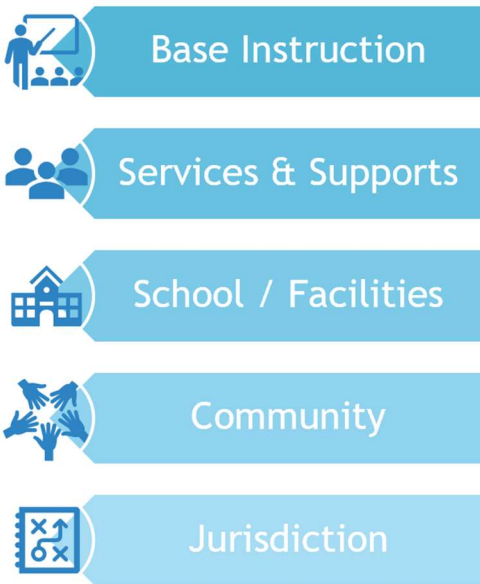 Base Instruction
Services & Supports
School / Facilities
Community
Jurisdiction